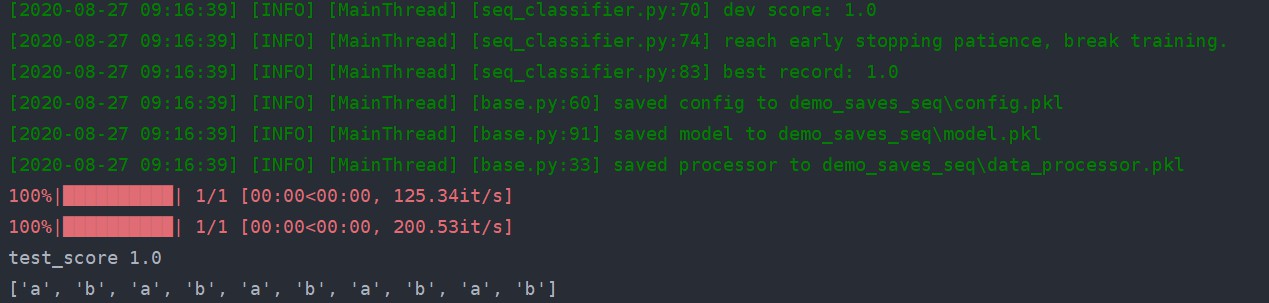 [2020-08-27 09:16:39] [INFO] [MainThread] [seq_classifier.py:70] dev score: 1.0
[2020-08-27 09:16:39] [INFO] [MainThread] [seq_classifier.py:74] reach early stopping patience, break training.
[2020-08-27 09:16:39] [INFO] [MainThread] [seq_classifier.py:83] best record: 1.0
[2020-08-27 09:16:39] [INFO] [MainThread] [base.py:60] saved config to demo_saves_seq\config.pkl
[2020-08-27 09:16:39] [INFO] [MainThread] [base.py:91] saved model to demo_saves_seq\model.pkl
[2020-08-27 09:16:39] [INFO] [MainThread] [base.py:33] saved processor to demo_saves_seq\data_processor.pkl
100%|██████████| 1/1 [00:00<00:00, 125.34it/s]
100%|██████████| 1/1 [00:00<00:00, 200.53it/s]
test_score 1.0
['a', 'b', 'a', 'b', 'a', 'b', 'a', 'b', 'a', 'b']